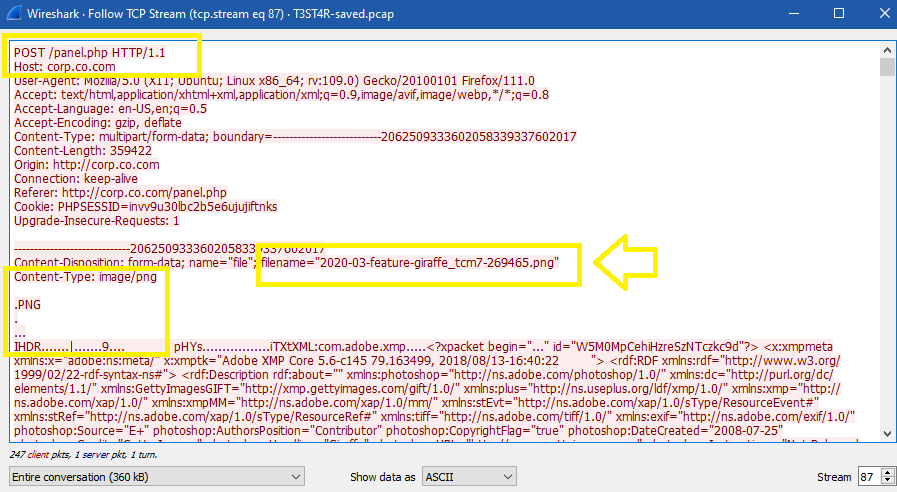 Wireshark · Follow TCP Stream (tcp.stream eq 87) · T3ST4R-saved.pcap
POST /panel.php HTTP/1.1
Host: corp.co.com
User-Agent: Mozilla/5.0 (X11; Ubuntu; Linux x86_64; rv:109.0) Gecko/20100101 Firefox/111.0
Accept: text/html,application/xhtml+xml,application/xml;q=0.9,image/avif,image/webp,*/*;q=0.8
Accept-Language: en-US,en;q=0.5
Accept-Encoding: gzip, deflate
Content-Type: multipart/form-data; boundary=---------------------------2062509333602058339337602017
Content-Length: 359422
Origin: http://corp.co.com
Connection: keep-alive
Referer: http://corp.co.com/panel.php
Cookie: PHPSESSID=invv9u30lbc2b5e6ujujiftnks
Upgrade-Insecure-Requests: 1
-----------------------------2062509333602058339337602017
Content-Disposition: form-data; name="file"; filename="2020-03-feature-giraffe_tcm7-269465.png"
Content-Type: image/png
.PNG
.
...
IHDR.......|.......9.... pHYs.................iTXtXML:com.adobe.xmp.....<?xpacket begin="..." id="W5M0MpCehiHzreSzNTczkc9d"?> <x:xmpmeta
xmlns:x="adobe:ns:meta/" x:xmptk="Adobe XMP Core 5.6-c145 79.163499, 2018/08/13-16:40:22 "> <rdf:RDF xmlns:rdf="http://www.w3.org/
1999/02/22-rdf-syntax-ns#"> <rdf:Description rdf:about="" xmlns:photoshop="http://ns.adobe.com/photoshop/1.0/" xmlns:dc="http://purl.org/dc/
elements/1.1/" xmlns:GettyImagesGIFT="http://xmp.gettyimages.com/gift/1.0/" xmlns:plus="http://ns.useplus.org/ldf/xmp/1.0/" xmlns:xmp="http://
ns.adobe.com/xap/1.0/" xmlns:xmpMM="http://ns.adobe.com/xap/1.0/mm/" xmlns:stEvt="http://ns.adobe.com/xap/1.0/sType/ResourceEvent#"
xmlns:stRef="http://ns.adobe.com/xap/1.0/sType/ResourceRef#" xmlns:tiff="http://ns.adobe.com/tiff/1.0/" xmlns:exif="http://ns.adobe.com/exif/1.0/"
photoshop:Source="E+" photoshop:AuthorsPosition="Contributor" photoshop:CopyrightFlag="true" photoshop:DateCreated="2008-07-25"
247 client pkts, 1 server pkt, 1 turn.
Entire conversation (360 kB)
Show data as
ASCII
Stream
87